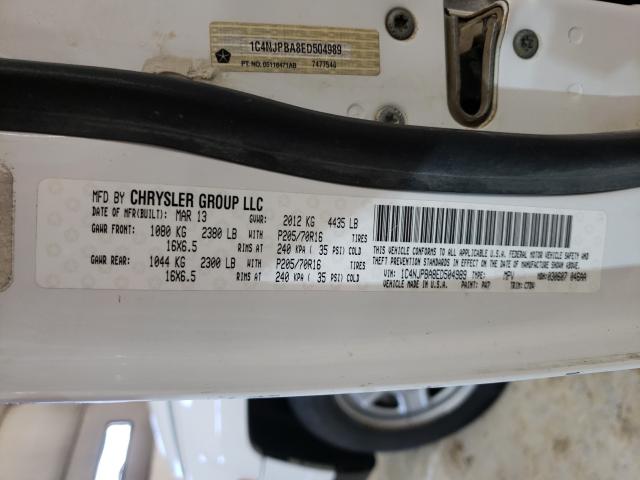 1C4NJPBA8ED504989
PT. NO. 05116471AB 7477540
MFD BY CHRYSLER GROUP LLC
DATE OF MFR(BUILT): MAR 13 GVWR: 2012 KG 4435 LB
GAWR FRONT: 1080 KG 2380 LB WITH P205/70R16 TIRES
16X6.5 RIMS AT 240 KPA ( 35 PSI) COLD
GAWR REAR: 1044 KG 2300 LB WITH P205/70R16 TIRES
16X6.5 RIMS AT 240 KPA ( 35 PSI) COLD
THIS VEHICLE CONFORMS TO ALL APPLICABLE U.S.A. FEDERAL MOTOR VEHICLE SAFETY AND
THEFT PREVENTION STANDARDS IN EFFECT ON THE DATE OF MANUFACTURE SHOWN ABOVE.
VIN: 1C4NJPBA8ED504989 TYPE: MPV MDH: 030607 046AA
VEHICLE MADE IN U.S.A. PAINT: PW7 TRIM: